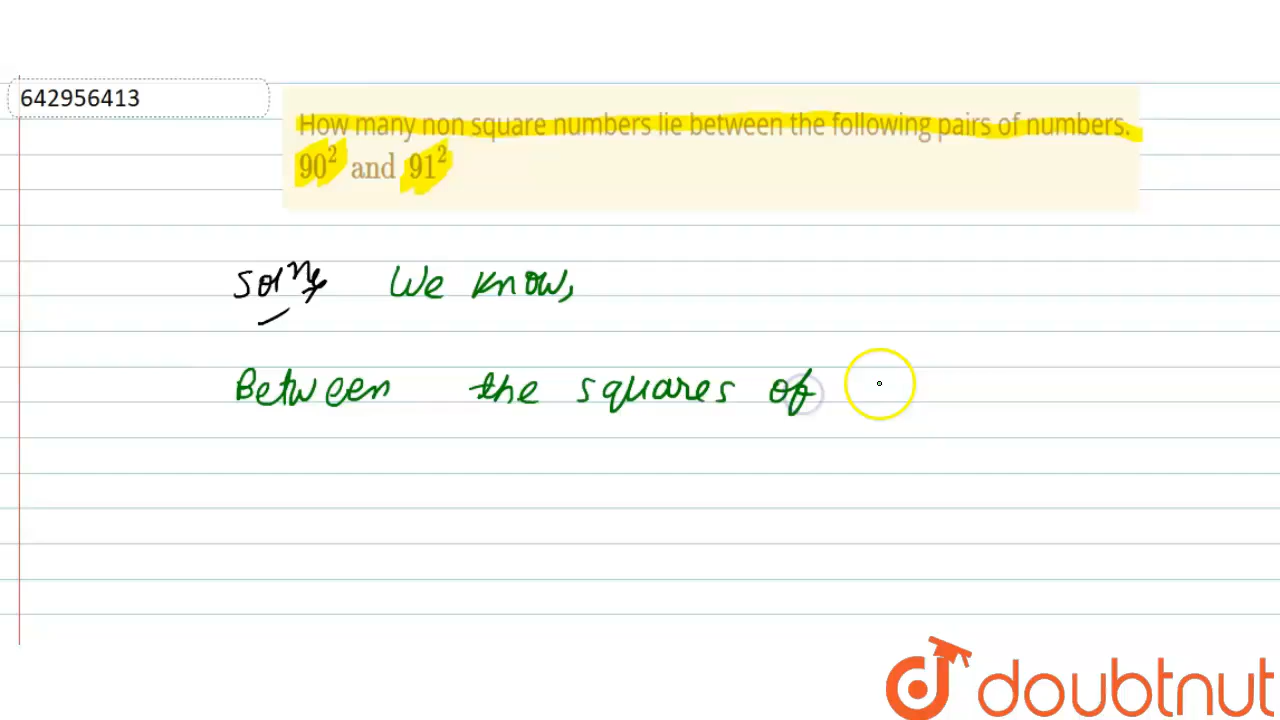 642956413
How many non square numbers lie between the following pairs of numbers.
90² and 91²
Solⁿ, We know,
Between the squares of
doubtnut